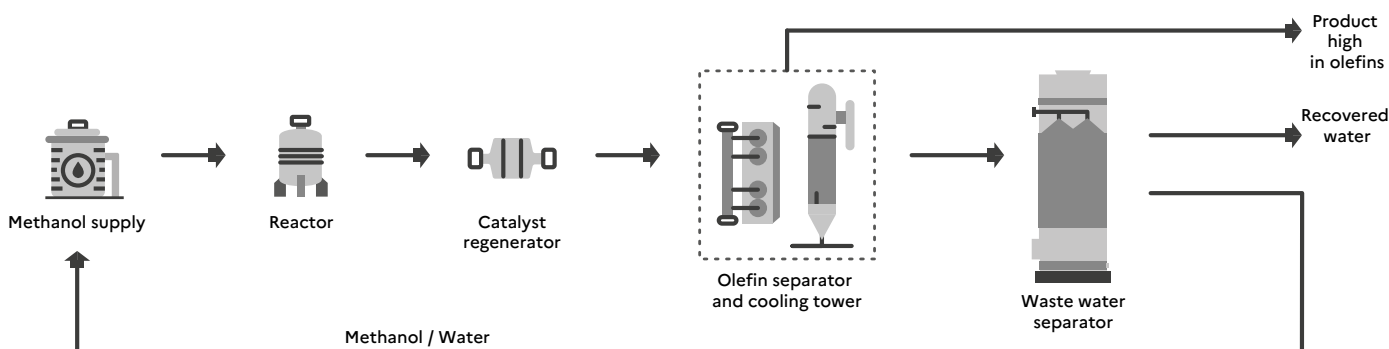 Product
high
in olefins
Recovered
water
Methanol supply
Reactor
Catalyst
regenerator
Olefin separator
and cooling tower
Waste water
separator
Methanol / Water